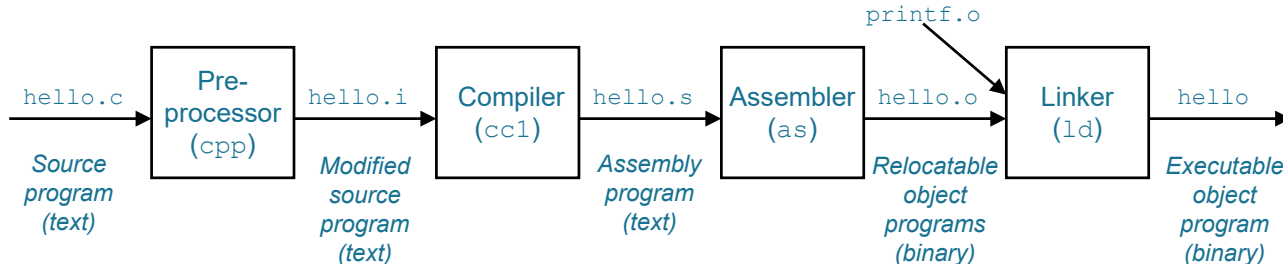 printf.o
hello.c
Pre-
processor
(cpp)
hello.i
Compiler
(cc1)
hello.s
Assembler
(as)
hello.o
Linker
(ld)
hello
Source
program
(text)
Modified
source
program
(text)
Assembly
program
(text)
Relocatable
object
programs
(binary)
Executable
object
program
(binary)